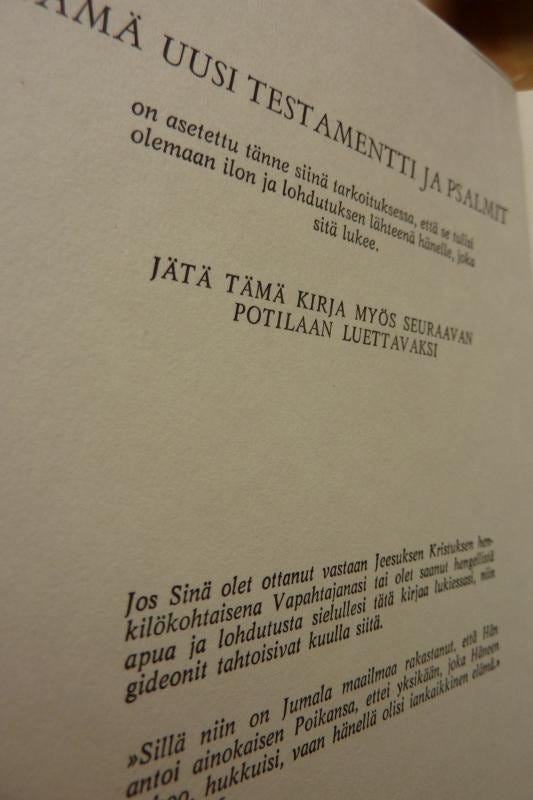 TÄMÄ UUSI TESTAMENTTI JA PSALMIT
on asetettu tänne siinä tarkoituksessa, että se tulisi
olemaan ilon ja lohdutuksen lähteenä hänelle, joka
sitä lukee.
JÄTÄ TÄMÄ KIRJA MYÖS SEURAAVAN
POTILAAN LUETTAVAKSI
Jos Sinä olet ottanut vastaan Jeesuksen Kristuksen hen-
kilökohtaisena Vapahtajanasi tai olet saanut hengellistä
apua ja lohdutusta sielullesi tätä kirjaa lukiessasi, niin
gideonit tahtoisivat kuulla siitä.
»Sillä niin on Jumala maailmaa rakastanut, että Hän
antoi ainokaisen Poikansa, ettei yksikään, joka Häneen
hukkuisi, vaan hänellä olisi iankaikkinen elämä.»